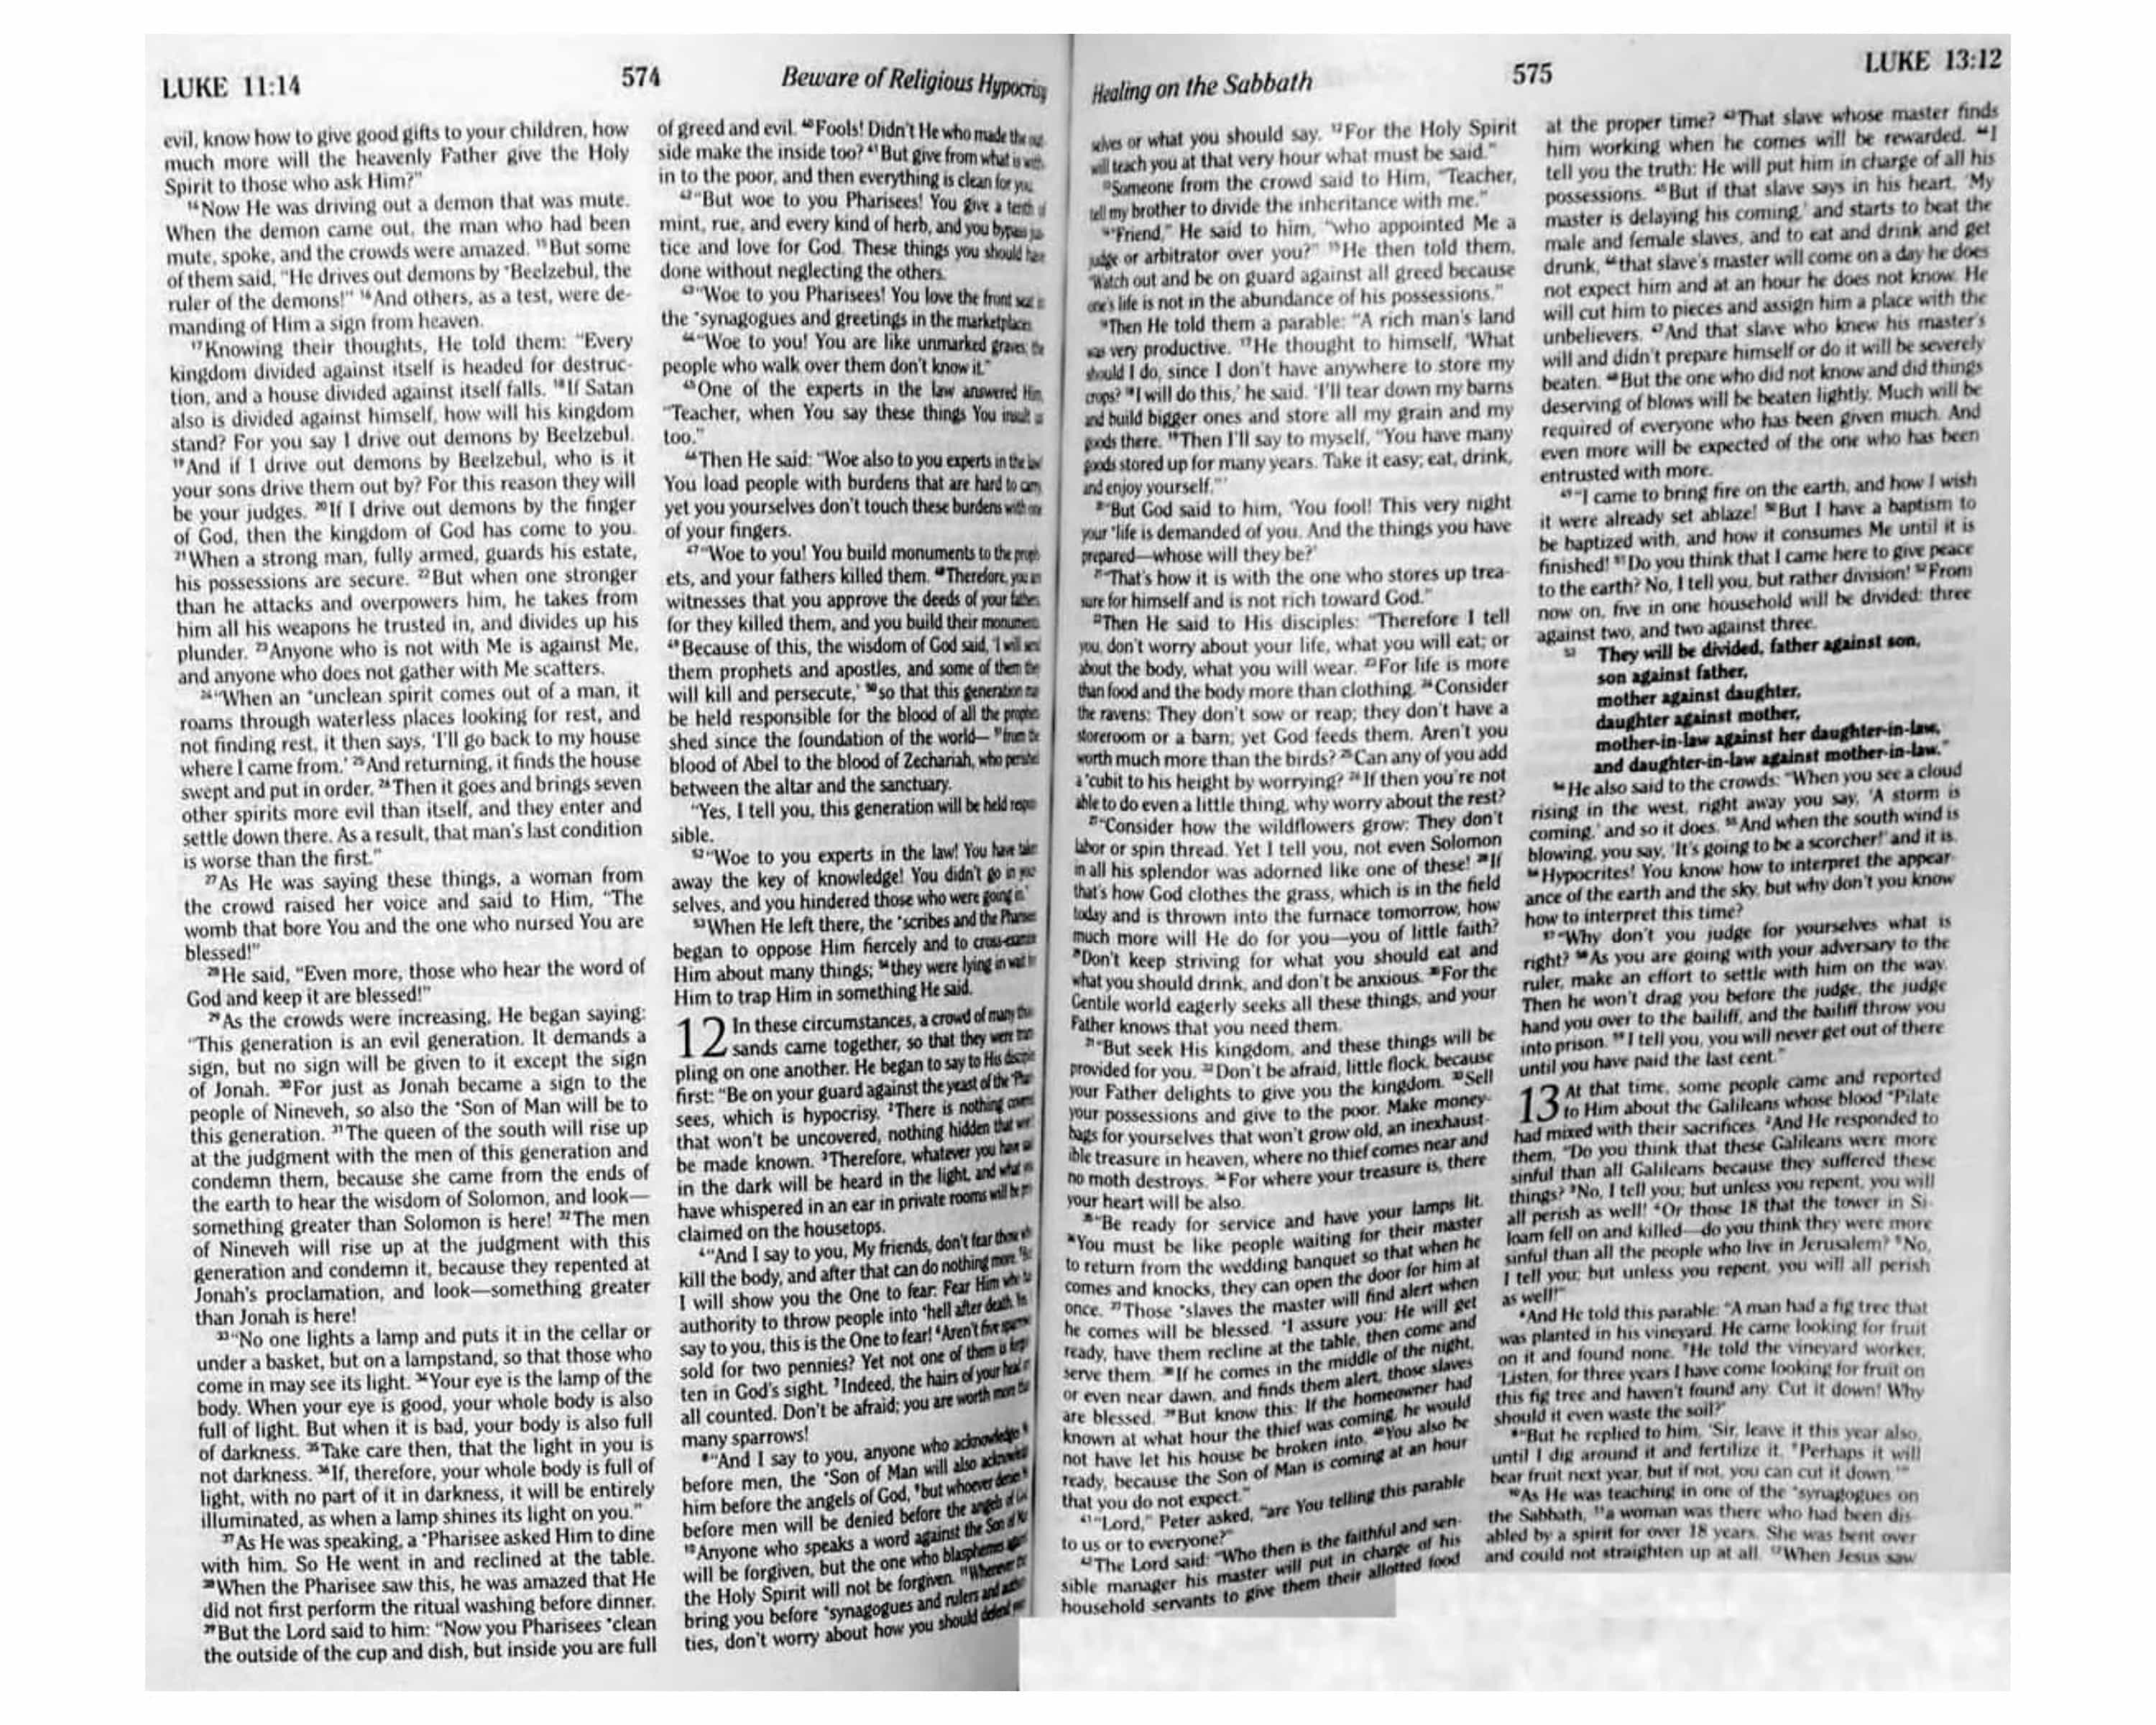 LUKE 11:14
574
Beware of Religious Hypocrisy
evil, know how to give good gifts to your children, how
much more will the heavenly Father give the Holy
Spirit to those who ask Him?"
14"Now He was driving out a demon that was mute.
When the demon came out, the man who had been
mute, spoke, and the crowds were amazed. 15But some
of them said, "He drives out demons by *Beelzebul, the
ruler of the demons!" 16And others, as a test, were de-
manding of Him a sign from heaven.
17Knowing their thoughts, He told them: "Every
kingdom divided against itself is headed for destruc-
tion, and a house divided against itself falls. 18If Satan
also is divided against himself, how will his kingdom
stand? For you say I drive out demons by Beelzebul.
19And if I drive out demons by Beelzebul, who is it
your sons drive them out by? For this reason they will
be your judges. 20If I drive out demons by the finger
of God, then the kingdom of God has come to you.
21When a strong man, fully armed, guards his estate,
his possessions are secure. 22But when one stronger
than he attacks and overpowers him, he takes from
him all his weapons he trusted in, and divides up his
plunder. 23Anyone who is not with Me is against Me,
and anyone who does not gather with Me scatters.
24"When an *unclean spirit comes out of a man, it
roams through waterless places looking for rest, and
not finding rest, it then says, 'I'll go back to my house
where I came from.' 25And returning, it finds the house
swept and put in order. 26Then it goes and brings seven
other spirits more evil than itself, and they enter and
settle down there. As a result, that man's last condition
is worse than the first."
27As He was saying these things, a woman from
the crowd raised her voice and said to Him, "The
womb that bore You and the one who nursed You are
blessed!"
28He said, "Even more, those who hear the word of
God and keep it are blessed!"
29As the crowds were increasing, He began saying:
"This generation is an evil generation. It demands a
sign, but no sign will be given to it except the sign
of Jonah. 30For just as Jonah became a sign to the
people of Nineveh, so also the *Son of Man will be to
this generation. 31The queen of the south will rise up
at the judgment with the men of this generation and
condemn them, because she came from the ends of
the earth to hear the wisdom of Solomon, and look—
something greater than Solomon is here! 32The men
of Nineveh will rise up at the judgment with this
generation and condemn it, because they repented at
Jonah's proclamation, and look—something greater
than Jonah is here!
33"No one lights a lamp and puts it in the cellar or
under a basket, but on a lampstand, so that those who
come in may see its light. 34Your eye is the lamp of the
body. When your eye is good, your whole body is also
full of light. But when it is bad, your body is also full
of darkness. 35Take care then, that the light in you is
not darkness. 36If, therefore, your whole body is full of
light, with no part of it in darkness, it will be entirely
illuminated, as when a lamp shines its light on you."
37As He was speaking, a *Pharisee asked Him to dine
with him. So He went in and reclined at the table.
38When the Pharisee saw this, he was amazed that He
did not first perform the ritual washing before dinner.
39But the Lord said to him: "Now you Pharisees *clean
the outside of the cup and dish, but inside you are full
of greed and evil. 40Fools! Didn't He who made the out-
side make the inside too? 41But give from what is with-
in to the poor, and then everything is clean for you.
42"But woe to you Pharisees! You give a tenth of
mint, rue, and every kind of herb, and you bypass jus-
tice and love for God. These things you should have
done without neglecting the others.
43"Woe to you Pharisees! You love the front seat in
the *synagogues and greetings in the marketplaces.
44"Woe to you! You are like unmarked graves; the
people who walk over them don't know it."
45One of the experts in the law answered Him,
"Teacher, when You say these things You insult us
too."
46Then He said: "Woe also to you experts in the law!
You load people with burdens that are hard to carry,
yet you yourselves don't touch these burdens with one
of your fingers.
47"Woe to you! You build monuments to the proph-
ets, and your fathers killed them. 48Therefore, you are
witnesses that you approve the deeds of your fathers,
for they killed them, and you build their monuments.
49Because of this, the wisdom of God said, 'I will send
them prophets and apostles, and some of them they
will kill and persecute,' 50so that this generation may
be held responsible for the blood of all the prophets
shed since the foundation of the world— 51from the
blood of Abel to the blood of Zechariah, who perished
between the altar and the sanctuary.
"Yes, I tell you, this generation will be held respon-
sible.
52"Woe to you experts in the law! You have taken
away the key of knowledge! You didn't go in your-
selves, and you hindered those who were going in."
53When He left there, the *scribes and the Pharisees
began to oppose Him fiercely and to cross-examine
Him about many things; 54they were lying in wait for
Him to trap Him in something He said.
12 In these circumstances, a crowd of many thou-
sands came together, so that they were tram-
pling on one another. He began to say to His disciples
first: "Be on your guard against the yeast of the *Phari-
sees, which is hypocrisy. 2There is nothing covered
that won't be uncovered, nothing hidden that won't
be made known. 3Therefore, whatever you have said
in the dark will be heard in the light, and what you
have whispered in an ear in private rooms will be pro-
claimed on the housetops.
4"And I say to you, My friends, don't fear those who
kill the body, and after that can do nothing more. 5But
I will show you the One to fear: Fear Him who has
authority to throw people into *hell after death. Yes, I
say to you, this is the One to fear! 6Aren't five sparrows
sold for two pennies? Yet not one of them is forgot-
ten in God's sight. 7Indeed, the hairs of your head are
all counted. Don't be afraid; you are worth more than
many sparrows!
8"And I say to you, anyone who acknowledges Me
before men, the *Son of Man will also acknowledge
him before the angels of God, 9but whoever denies Me
before men will be denied before the angels of God.
10Anyone who speaks a word against the Son of Man
will be forgiven, but the one who blasphemes against
the Holy Spirit will not be forgiven. 11Whenever they
bring you before *synagogues and rulers and authori-
ties, don't worry about how you should defend your-
Healing on the Sabbath
575
LUKE 13:12
selves or what you should say. 12For the Holy Spirit
will teach you at that very hour what must be said."
13Someone from the crowd said to Him, "Teacher,
tell my brother to divide the inheritance with me."
14"Friend," He said to him, "who appointed Me a
judge or arbitrator over you?" 15He then told them,
"Watch out and be on guard against all greed because
one's life is not in the abundance of his possessions."
16Then He told them a parable: "A rich man's land
was very productive. 17He thought to himself, 'What
should I do, since I don't have anywhere to store my
crops? 18I will do this,' he said. 'I'll tear down my barns
and build bigger ones and store all my grain and my
goods there. 19Then I'll say to myself, "You have many
goods stored up for many years. Take it easy; eat, drink,
and enjoy yourself."'
20"But God said to him, 'You fool! This very night
your *life is demanded of you. And the things you have
prepared—whose will they be?'
21"That's how it is with the one who stores up trea-
sure for himself and is not rich toward God."
22Then He said to His disciples: "Therefore I tell
you, don't worry about your life, what you will eat; or
about the body, what you will wear. 23For life is more
than food and the body more than clothing. 24Consider
the ravens: They don't sow or reap; they don't have a
storeroom or a barn; yet God feeds them. Aren't you
worth much more than the birds? 25Can any of you add
a *cubit to his height by worrying? 26If then you're not
able to do even a little thing, why worry about the rest?
27"Consider how the wildflowers grow: They don't
labor or spin thread. Yet I tell you, not even Solomon
in all his splendor was adorned like one of these! 28If
that's how God clothes the grass, which is in the field
today and is thrown into the furnace tomorrow, how
much more will He do for you—you of little faith?
29Don't keep striving for what you should eat and
what you should drink, and don't be anxious. 30For the
Gentile world eagerly seeks all these things, and your
Father knows that you need them.
31"But seek His kingdom, and these things will be
provided for you. 32Don't be afraid, little flock, because
your Father delights to give you the kingdom. 33Sell
your possessions and give to the poor. Make money-
bags for yourselves that won't grow old, an inexhaust-
ible treasure in heaven, where no thief comes near and
no moth destroys. 34For where your treasure is, there
your heart will be also.
35"Be ready for service and have your lamps lit.
36You must be like people waiting for their master
to return from the wedding banquet so that when he
comes and knocks, they can open the door for him at
once. 37Those *slaves the master will find alert when
he comes will be blessed. *I assure you: He will get
ready, have them recline at the table, then come and
serve them. 38If he comes in the middle of the night,
or even near dawn, and finds them alert, those slaves
are blessed. 39But know this: If the homeowner had
known at what hour the thief was coming, he would
not have let his house be broken into. 40You also be
ready, because the Son of Man is coming at an hour
that you do not expect."
41"Lord," Peter asked, "are You telling this parable
to us or to everyone?"
42The Lord said: "Who then is the faithful and sen-
sible manager his master will put in charge of his
household servants to give them their allotted food
at the proper time? 43That slave whose master finds
him working when he comes will be rewarded. 44I
tell you the truth: He will put him in charge of all his
possessions. 45But if that slave says in his heart, 'My
master is delaying his coming,' and starts to beat the
male and female slaves, and to eat and drink and get
drunk, 46that slave's master will come on a day he does
not expect him and at an hour he does not know. He
will cut him to pieces and assign him a place with the
unbelievers. 47And that slave who knew his master's
will and didn't prepare himself or do it will be severely
beaten. 48But the one who did not know and did things
deserving of blows will be beaten lightly. Much will be
required of everyone who has been given much. And
even more will be expected of the one who has been
entrusted with more.
49"I came to bring fire on the earth, and how I wish
it were already set ablaze! 50But I have a baptism to
be baptized with, and how it consumes Me until it is
finished! 51Do you think that I came here to give peace
to the earth? No, I tell you, but rather division! 52From
now on, five in one household will be divided: three
against two, and two against three.
53 They will be divided, father against son,
son against father,
mother against daughter,
daughter against mother,
mother-in-law against her daughter-in-law,
and daughter-in-law against mother-in-law."
54He also said to the crowds: "When you see a cloud
rising in the west, right away you say, 'A storm is
coming,' and so it does. 55And when the south wind is
blowing, you say, 'It's going to be a scorcher!' and it is.
56Hypocrites! You know how to interpret the appear-
ance of the earth and the sky, but why don't you know
how to interpret this time?
57"Why don't you judge for yourselves what is
right? 58As you are going with your adversary to the
ruler, make an effort to settle with him on the way.
Then he won't drag you before the judge, the judge
hand you over to the bailiff, and the bailiff throw you
into prison. 59I tell you, you will never get out of there
until you have paid the last cent."
13 At that time, some people came and reported
to Him about the Galileans whose blood *Pilate
had mixed with their sacrifices. 2And He responded to
them, "Do you think that these Galileans were more
sinful than all Galileans because they suffered these
things? 3No, I tell you; but unless you repent, you will
all perish as well! 4Or those 18 that the tower in Si-
loam fell on and killed—do you think they were more
sinful than all the people who live in Jerusalem? 5No,
I tell you; but unless you repent, you will all perish
as well!"
6And He told this parable: "A man had a fig tree that
was planted in his vineyard. He came looking for fruit
on it and found none. 7He told the vineyard worker,
'Listen, for three years I have come looking for fruit on
this fig tree and haven't found any. Cut it down! Why
should it even waste the soil?'
8"But he replied to him, 'Sir, leave it this year also,
until I dig around it and fertilize it. 9Perhaps it will
bear fruit next year, but if not, you can cut it down.'"
10As He was teaching in one of the *synagogues on
the Sabbath, 11a woman was there who had been dis-
abled by a spirit for over 18 years. She was bent over
and could not straighten up at all. 12When Jesus saw